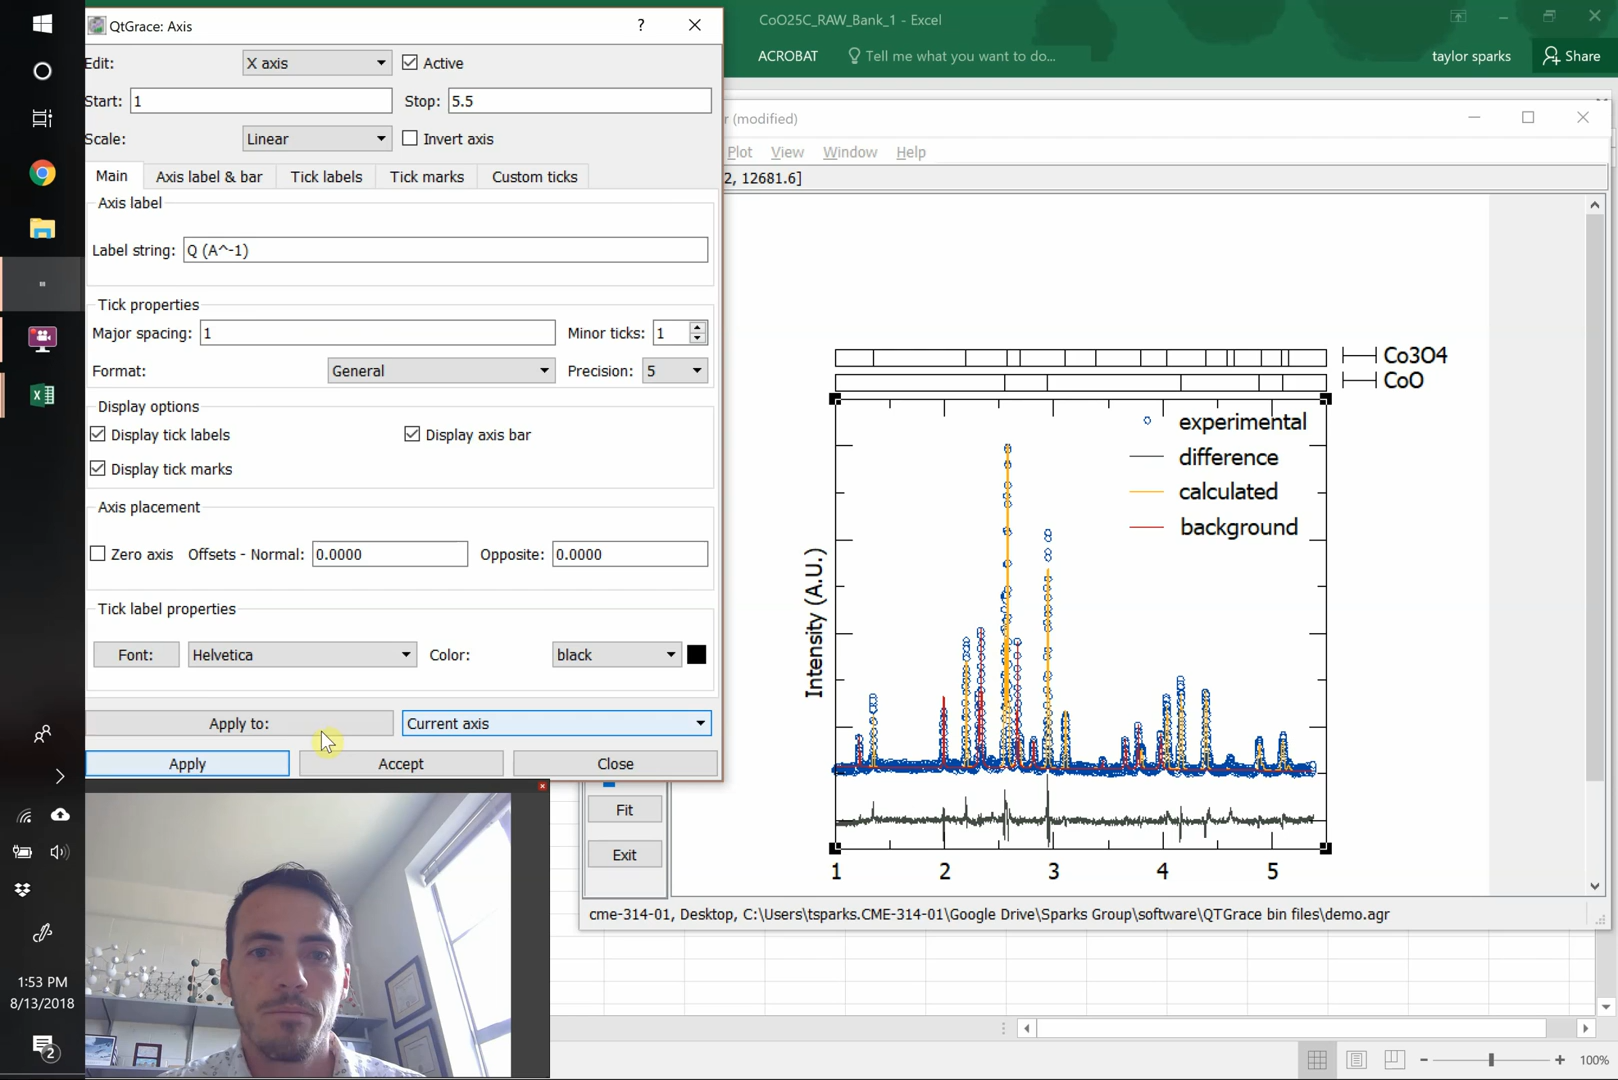 QtGrace: Axis
?
Edit:
X axis
Active
Start:
1
Stop:
5.5
Scale:
Linear
Invert axis
Main
Axis label & bar
Tick labels
Tick marks
Custom ticks
Axis label
Label string:
Q (A^-1)
Tick properties
Major spacing:
1
Minor ticks:
1
Format:
General
Precision:
5
Display options
Display tick labels
Display axis bar
Display tick marks
Axis placement
Zero axis
Offsets - Normal:
0.0000
Opposite:
0.0000
Tick label properties
Font:
Helvetica
Color:
black
Apply to:
Current axis
Apply
Accept
Close
CoO25C_RAW_Bank_1 - Excel
ACROBAT
Tell me what you want to do...
taylor sparks
Share
r (modified)
Plot
View
Window
Help
2, 12681.6]
Co3O4
CoO
experimental
difference
calculated
background
Intensity (A.U.)
1
2
3
4
5
Fit
Exit
cme-314-01, Desktop, C:\Users\tsparks.CME-314-01\Google Drive\Sparks Group\software\QTGrace bin files\demo.agr
1:53 PM
8/13/2018
2
100%